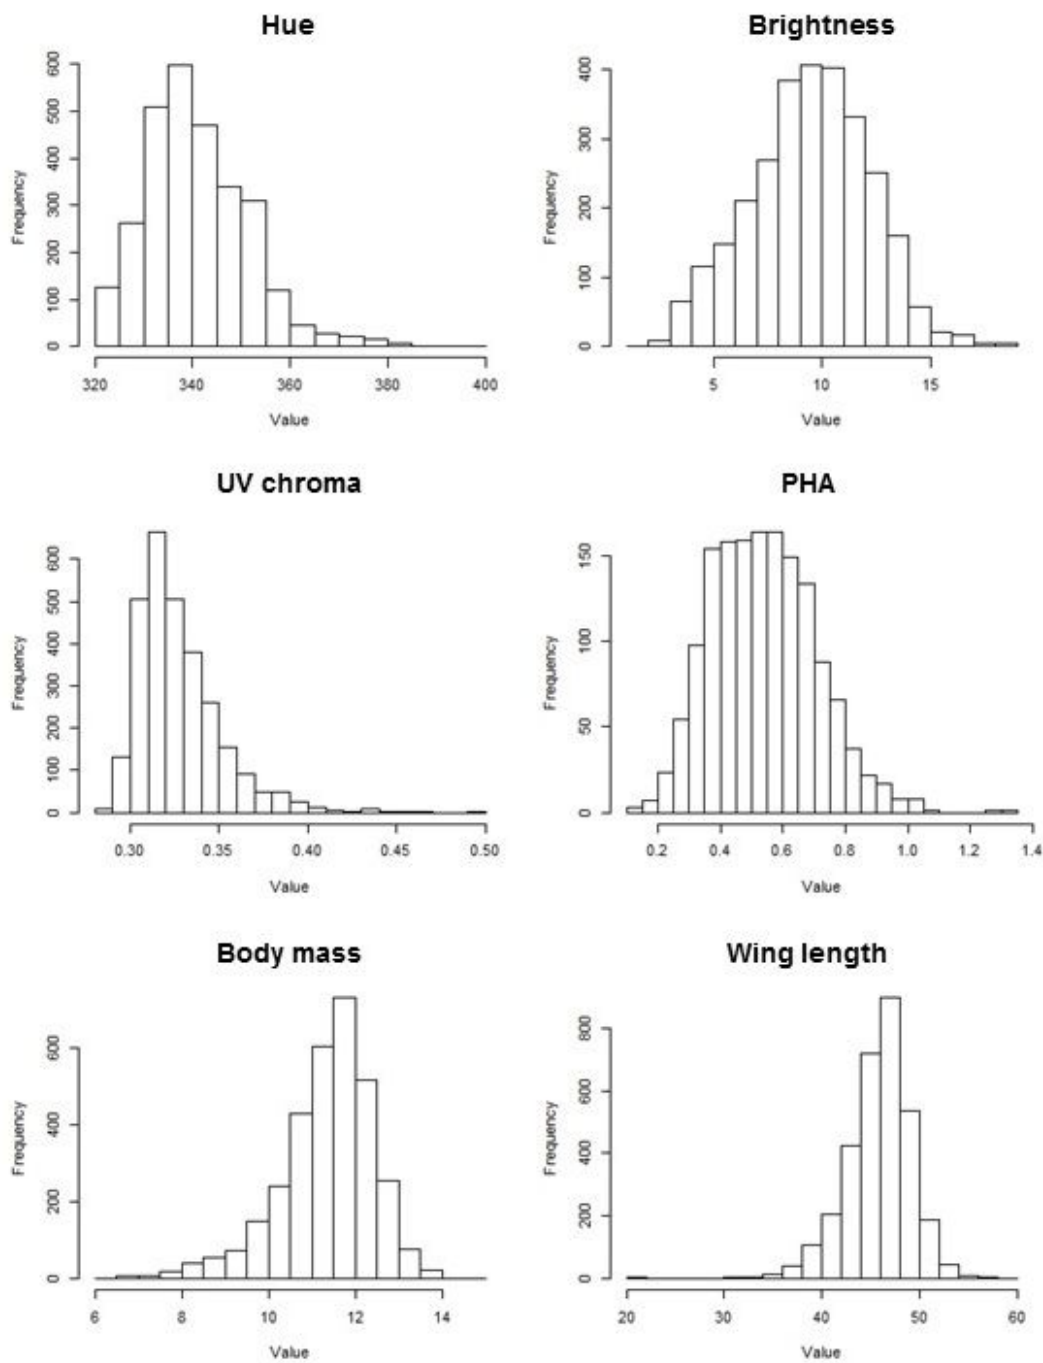 Hue
Frequency
0 100 200 300 400 500 600
320 340 360 380 400
Value
Brightness
Frequency
0 100 200 300 400
5 10 15
Value
UV chroma
Frequency
0 100 200 300 400 500 600
0.30 0.35 0.40 0.45 0.50
Value
PHA
Frequency
0 50 100 150
0.2 0.4 0.6 0.8 1.0 1.2 1.4
Value
Body mass
Frequency
0 200 400 600
6 8 10 12 14
Value
Wing length
Frequency
0 200 400 600 800
20 30 40 50 60
Value